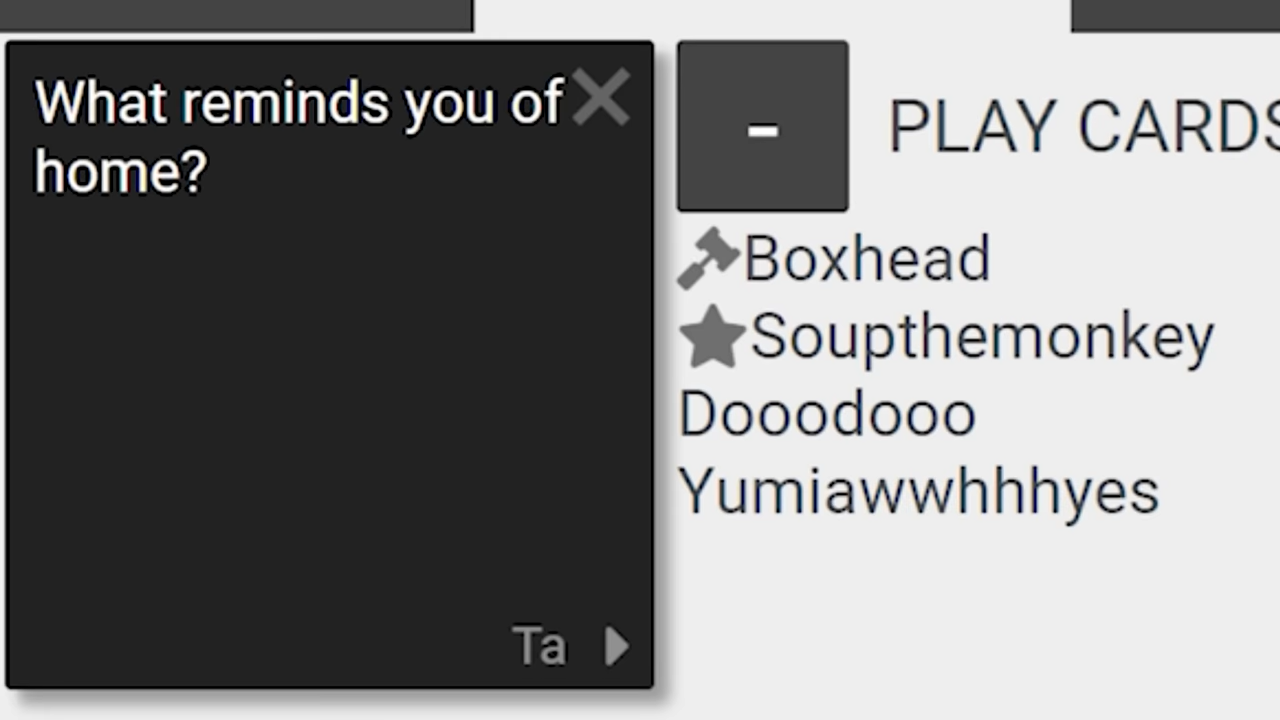 What reminds you of
home?
Ta
-
PLAY CARDS
Boxhead
Soupthemonkey
Dooodooo
Yumiawwhhhyes